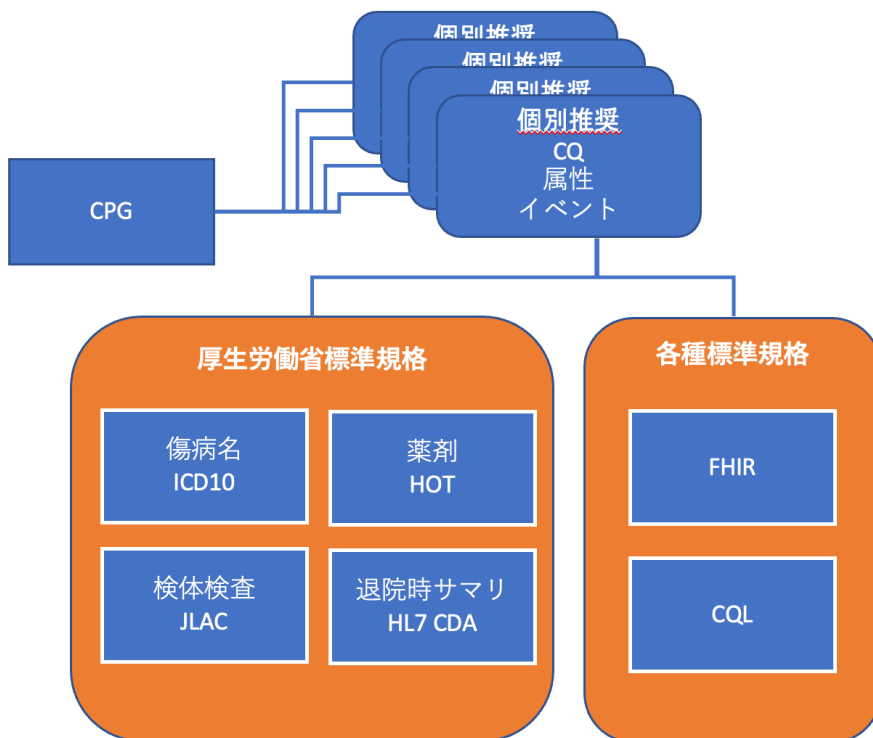 個別推奨
個別推奨
個別推奨
個別推奨
CQ
属性
イベント
CPG
厚生労働省標準規格
傷病名
ICD10
薬剤
HOT
検体検査
JLAC
退院時サマリ
HL7 CDA
各種標準規格
FHIR
CQL